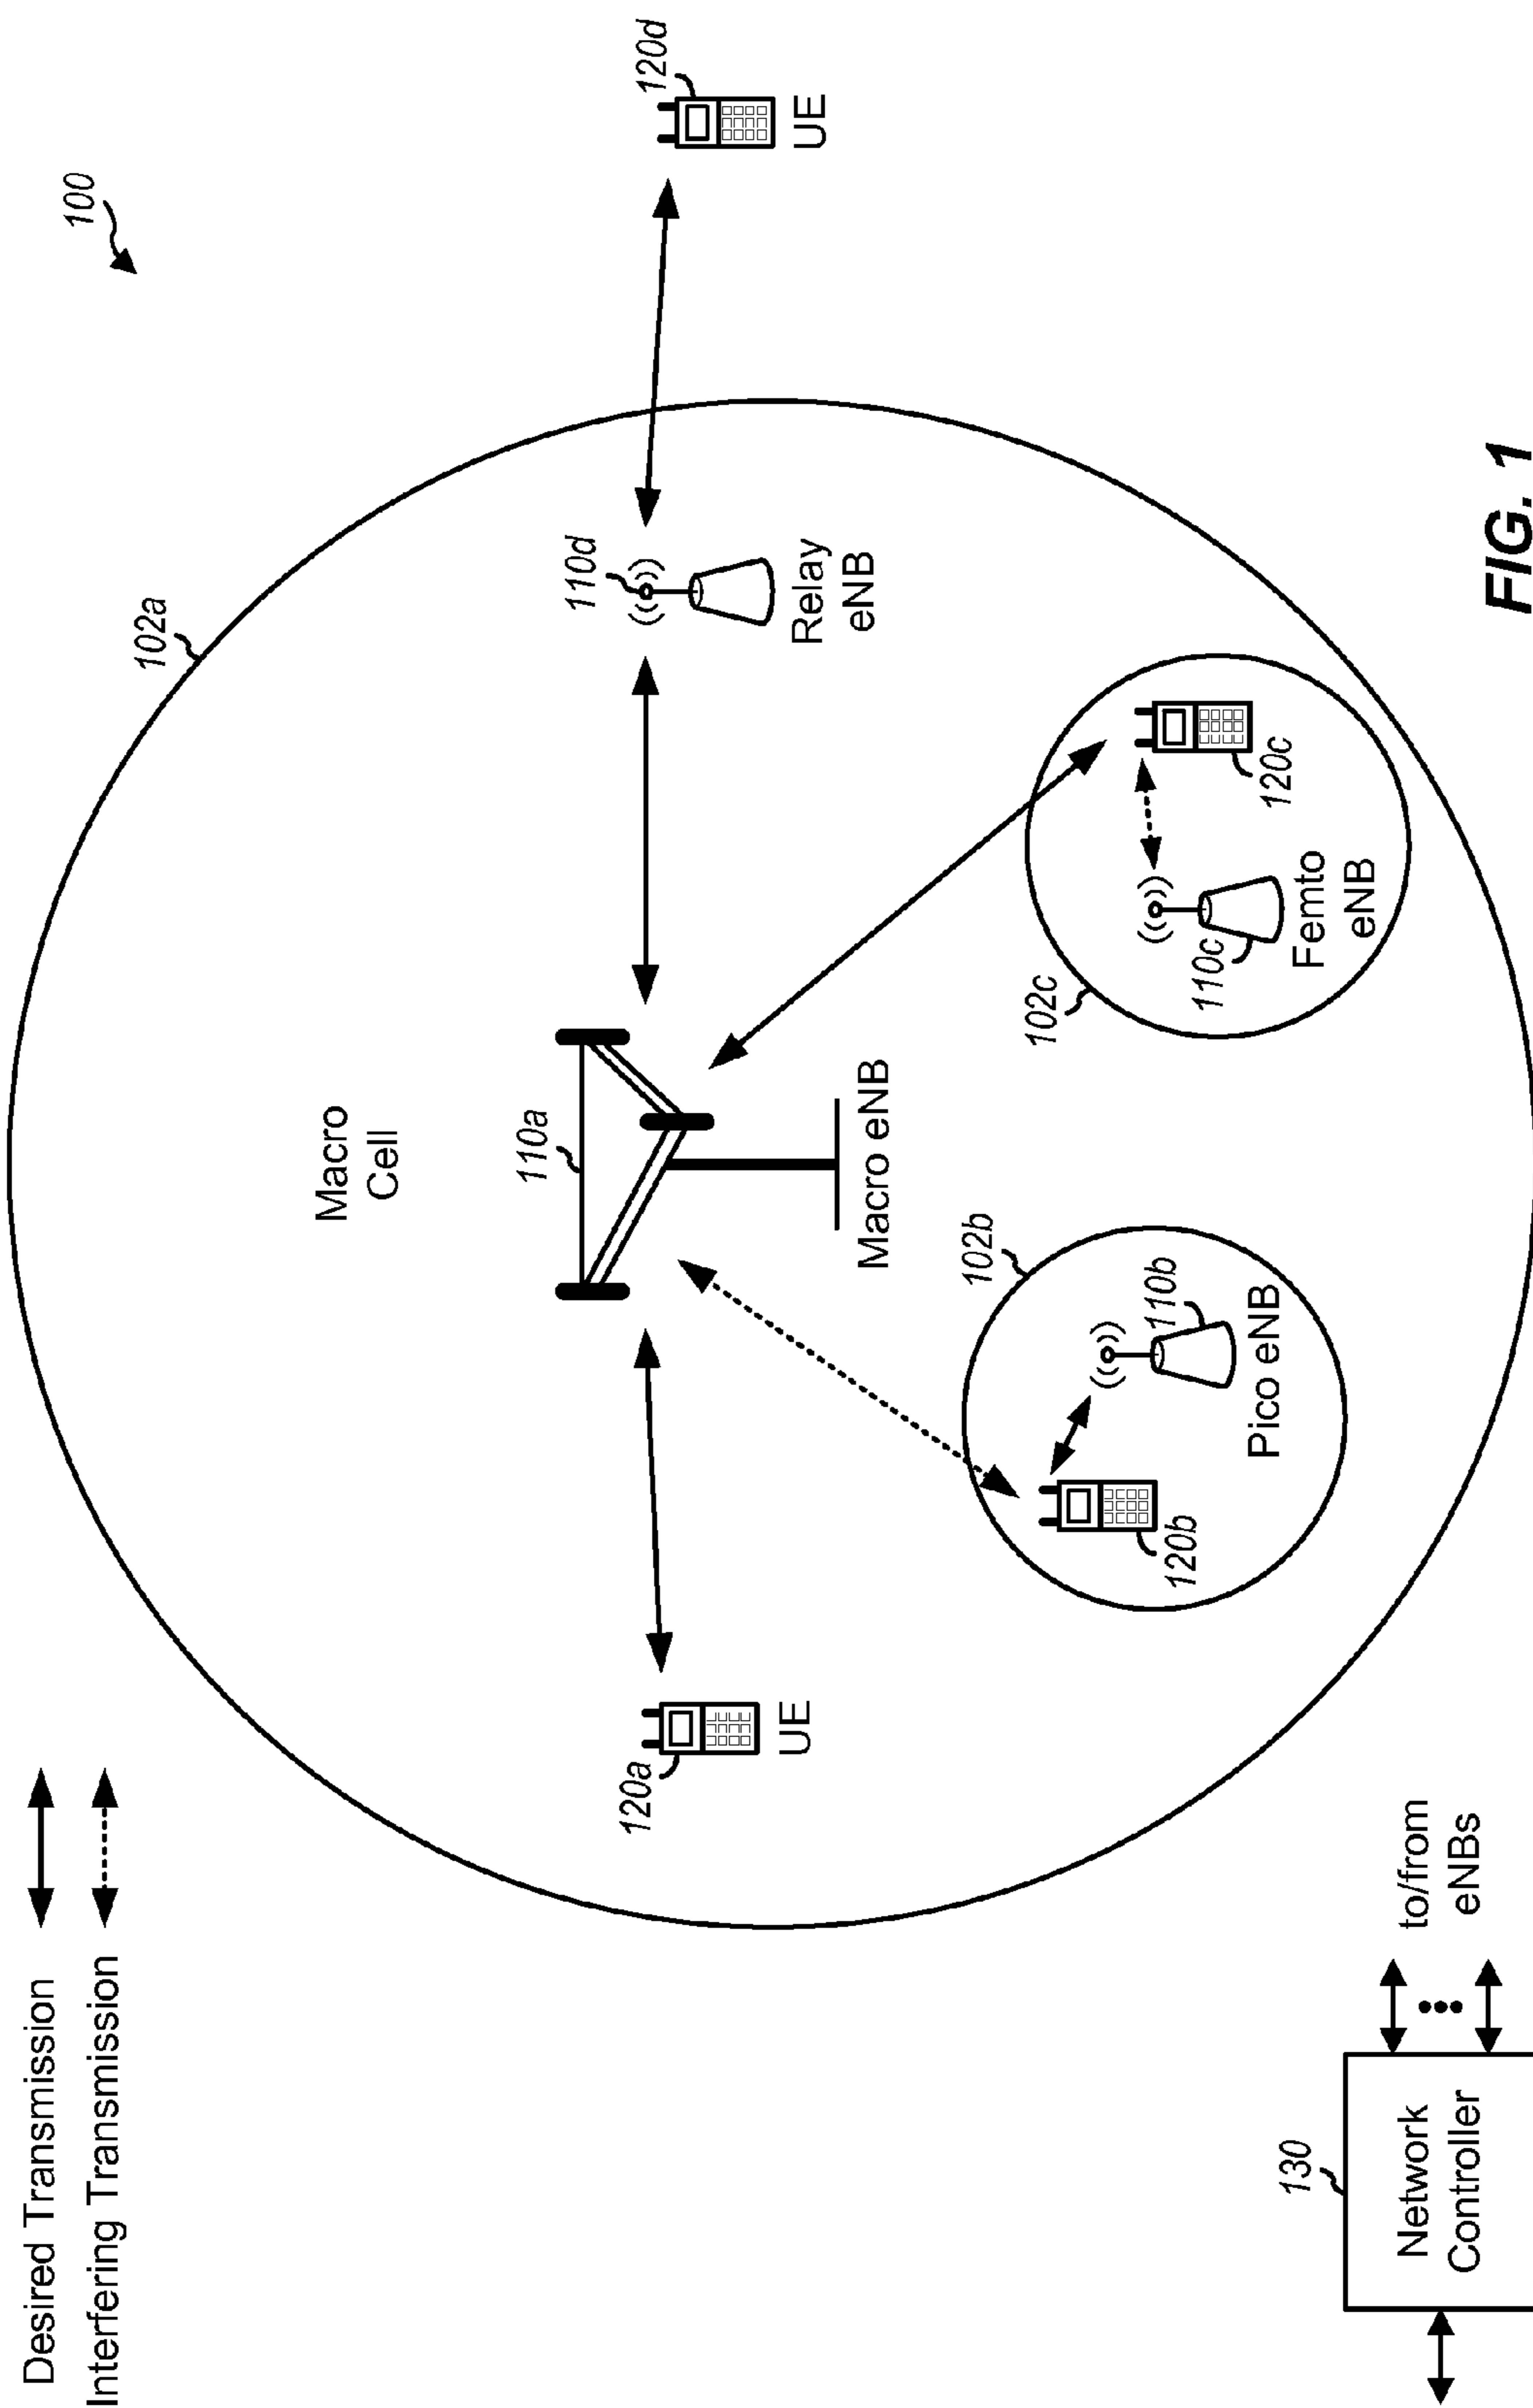 Desired Transmission
Interfering Transmission
100
102a
Macro
Cell
110a
Macro eNB
120a
UE
110d
Relay
eNB
120d
UE
102b
110b
Pico eNB
120b
102c
110c
Femto
eNB
120c
130
Network
Controller
to/from
eNBs
FIG. 1